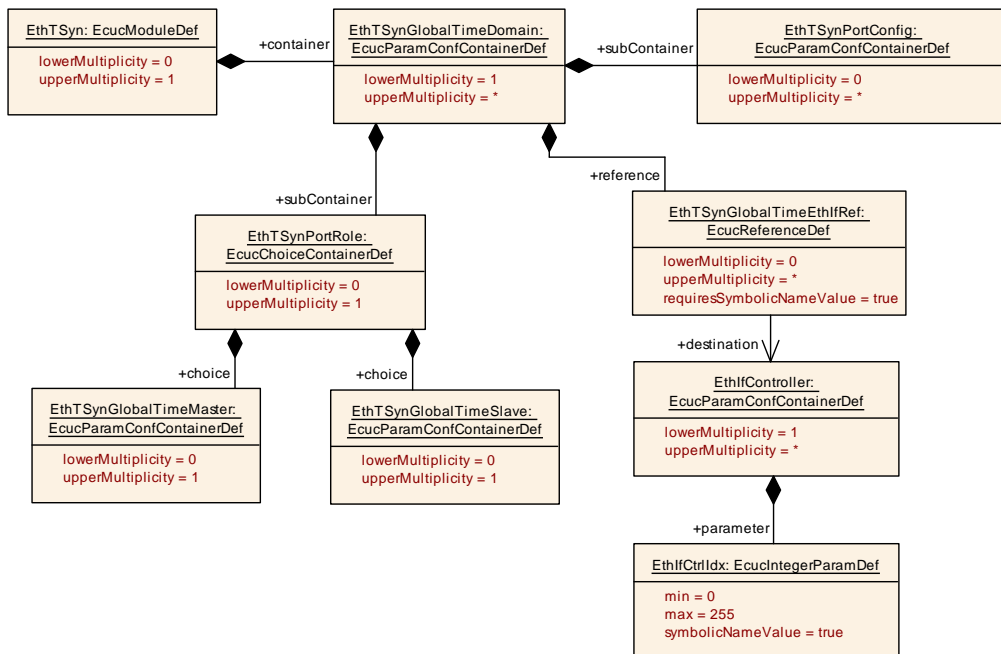 EthTSyn: EcucModuleDef
lowerMultiplicity = 0
upperMultiplicity = 1
+container
EthTSynGlobalTimeDomain:
EcucParamConfContainerDef
lowerMultiplicity = 1
upperMultiplicity = *
+subContainer
EthTSynPortConfig:
EcucParamConfContainerDef
lowerMultiplicity = 0
upperMultiplicity = *
+subContainer
+reference
EthTSynPortRole:
EcucChoiceContainerDef
lowerMultiplicity = 0
upperMultiplicity = 1
EthTSynGlobalTimeEthIfRef:
EcucReferenceDef
lowerMultiplicity = 0
upperMultiplicity = *
requiresSymbolicNameValue = true
+choice
+choice
+destination
EthTSynGlobalTimeMaster:
EcucParamConfContainerDef
lowerMultiplicity = 0
upperMultiplicity = 1
EthTSynGlobalTimeSlave:
EcucParamConfContainerDef
lowerMultiplicity = 0
upperMultiplicity = 1
EthIfController:
EcucParamConfContainerDef
lowerMultiplicity = 1
upperMultiplicity = *
+parameter
EthIfCtrlIdx: EcucIntegerParamDef
min = 0
max = 255
symbolicNameValue = true